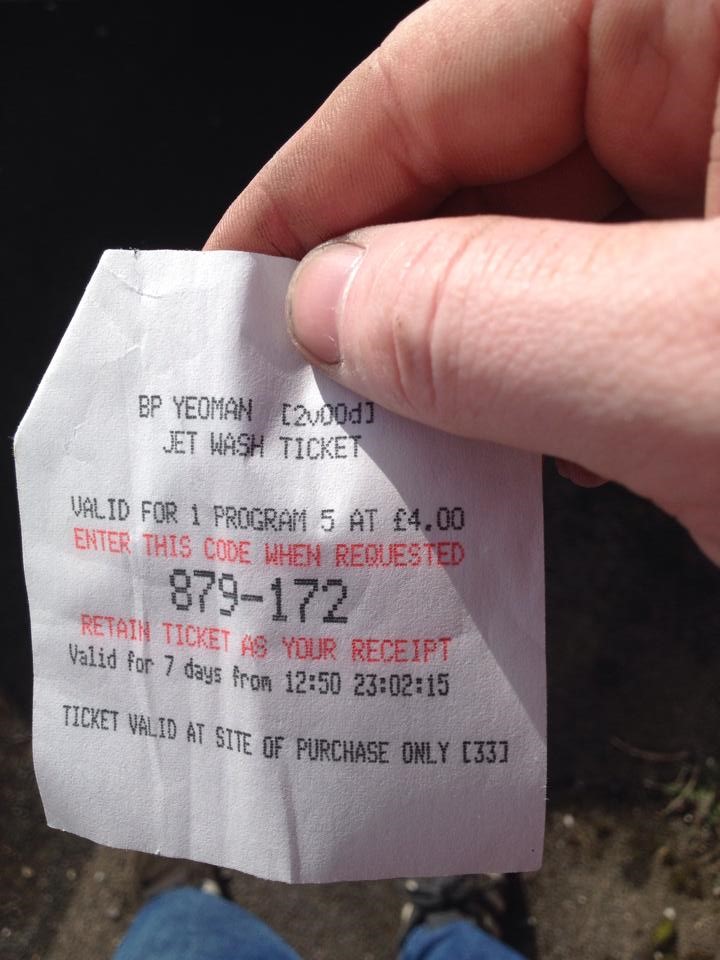 BP YEOMAN [2v00d]
JET WASH TICKET
VALID FOR 1 PROGRAM 5 AT £4.00
ENTER THIS CODE WHEN REQUESTED
879-172
RETAIN TICKET AS YOUR RECEIPT
Valid for 7 days from 12:50 23:02:15
TICKET VALID AT SITE OF PURCHASE ONLY [33]